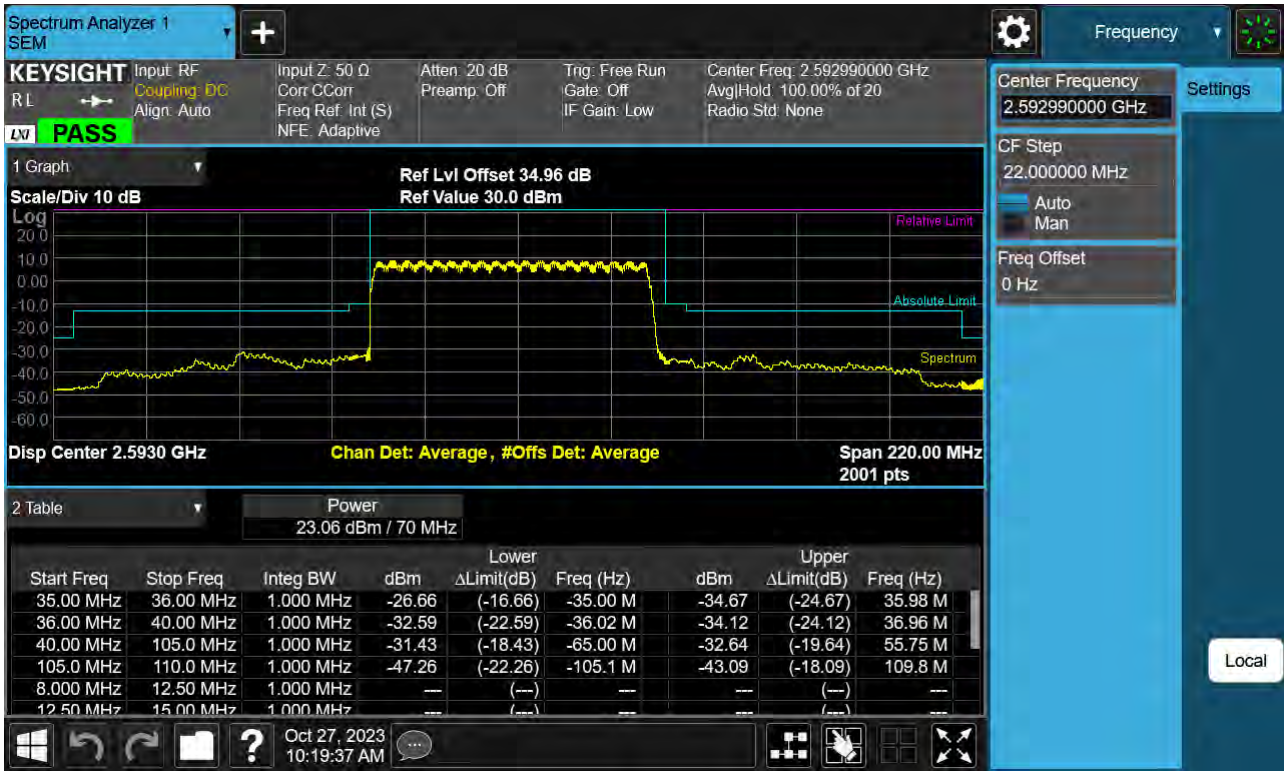 Spectrum Analyzer 1
SEM
+
Frequency
KEYSIGHT
RL
LXI
PASS
Input: RF
Coupling: DC
Align: Auto
Input Z: 50 Ω
Corr CCorr
Freq Ref: Int (S)
NFE: Adaptive
Atten: 20 dB
Preamp: Off
Trig: Free Run
Gate: Off
IF Gain: Low
Center Freq: 2.592990000 GHz
Avg|Hold: 100.00% of 20
Radio Std: None
Center Frequency
2.592990000 GHz
Settings
CF Step
22.000000 MHz
Auto
Man
Freq Offset
0 Hz
Local
1 Graph
Scale/Div 10 dB
Ref Lvl Offset 34.96 dB
Ref Value 30.0 dBm
Log
20.0
10.0
0.00
-10.0
-20.0
-30.0
-40.0
-50.0
-60.0
Relative Limit
Absolute Limit
Spectrum
Disp Center 2.5930 GHz
Chan Det: Average, #Offs Det: Average
Span 220.00 MHz
2001 pts
2 Table
Power
23.06 dBm / 70 MHz
Lower Upper
Start Freq Stop Freq Integ BW dBm ΔLimit(dB) Freq (Hz) dBm ΔLimit(dB) Freq (Hz)
35.00 MHz 36.00 MHz 1.000 MHz -26.66 (-16.66) -35.00 M -34.67 (-24.67) 35.98 M
36.00 MHz 40.00 MHz 1.000 MHz -32.59 (-22.59) -36.02 M -34.12 (-24.12) 36.96 M
40.00 MHz 105.0 MHz 1.000 MHz -31.43 (-18.43) -65.00 M -32.64 (-19.64) 55.75 M
105.0 MHz 110.0 MHz 1.000 MHz -47.26 (-22.26) -105.1 M -43.09 (-18.09) 109.8 M
8.000 MHz 12.50 MHz 1.000 MHz --- (---) --- --- (---) ---
12.50 MHz 15.00 MHz 1.000 MHz --- (---) --- --- (---) ---
?
Oct 27, 2023
10:19:37 AM